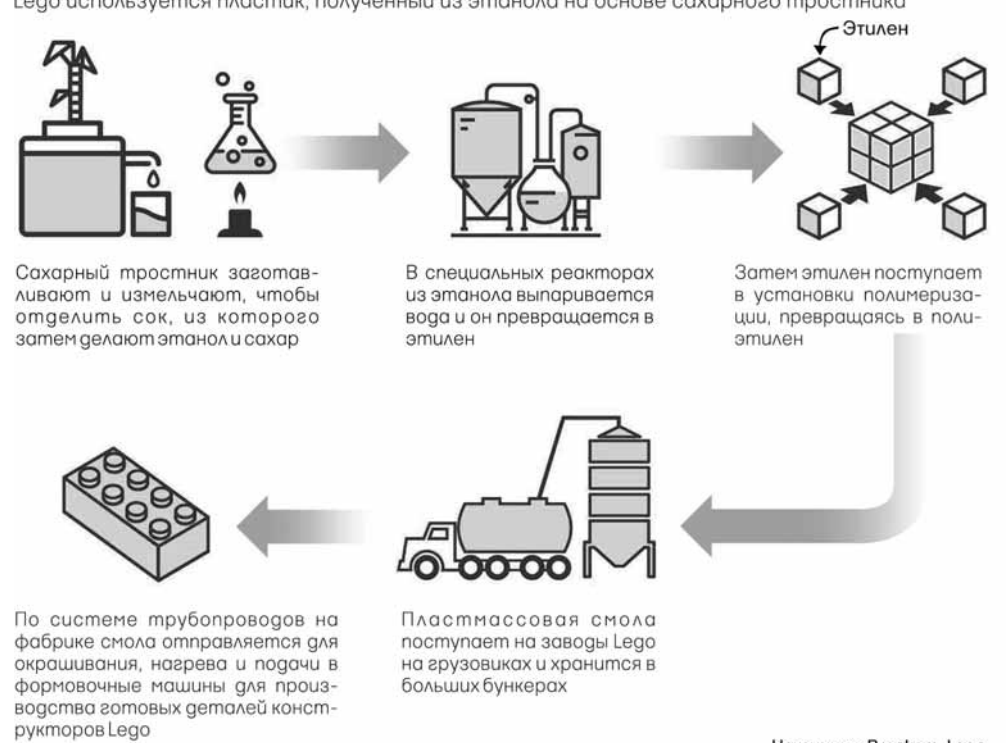 Lego используется пластик, полученный из этанола на основе сахарного тростника
Этилен
Сахарный тростник заготав-
ливают и измельчают, чтобы
отделить сок, из которого
затем делают этанол и сахар
В специальных реакторах
из этанола выпаривается
вода и он превращается в
этилен
Затем этилен поступает
в установки полимериза-
ции, превращаясь в поли-
этилен
По системе трубопроводов на
фабрике смола отправляется для
окрашивания, нагрева и подачи в
формовочные машины для произ-
водства готовых деталей конст-
рукторов Lego
Пластмассовая смола
поступает на заводы Lego
на грузовиках и хранится в
больших бункерах